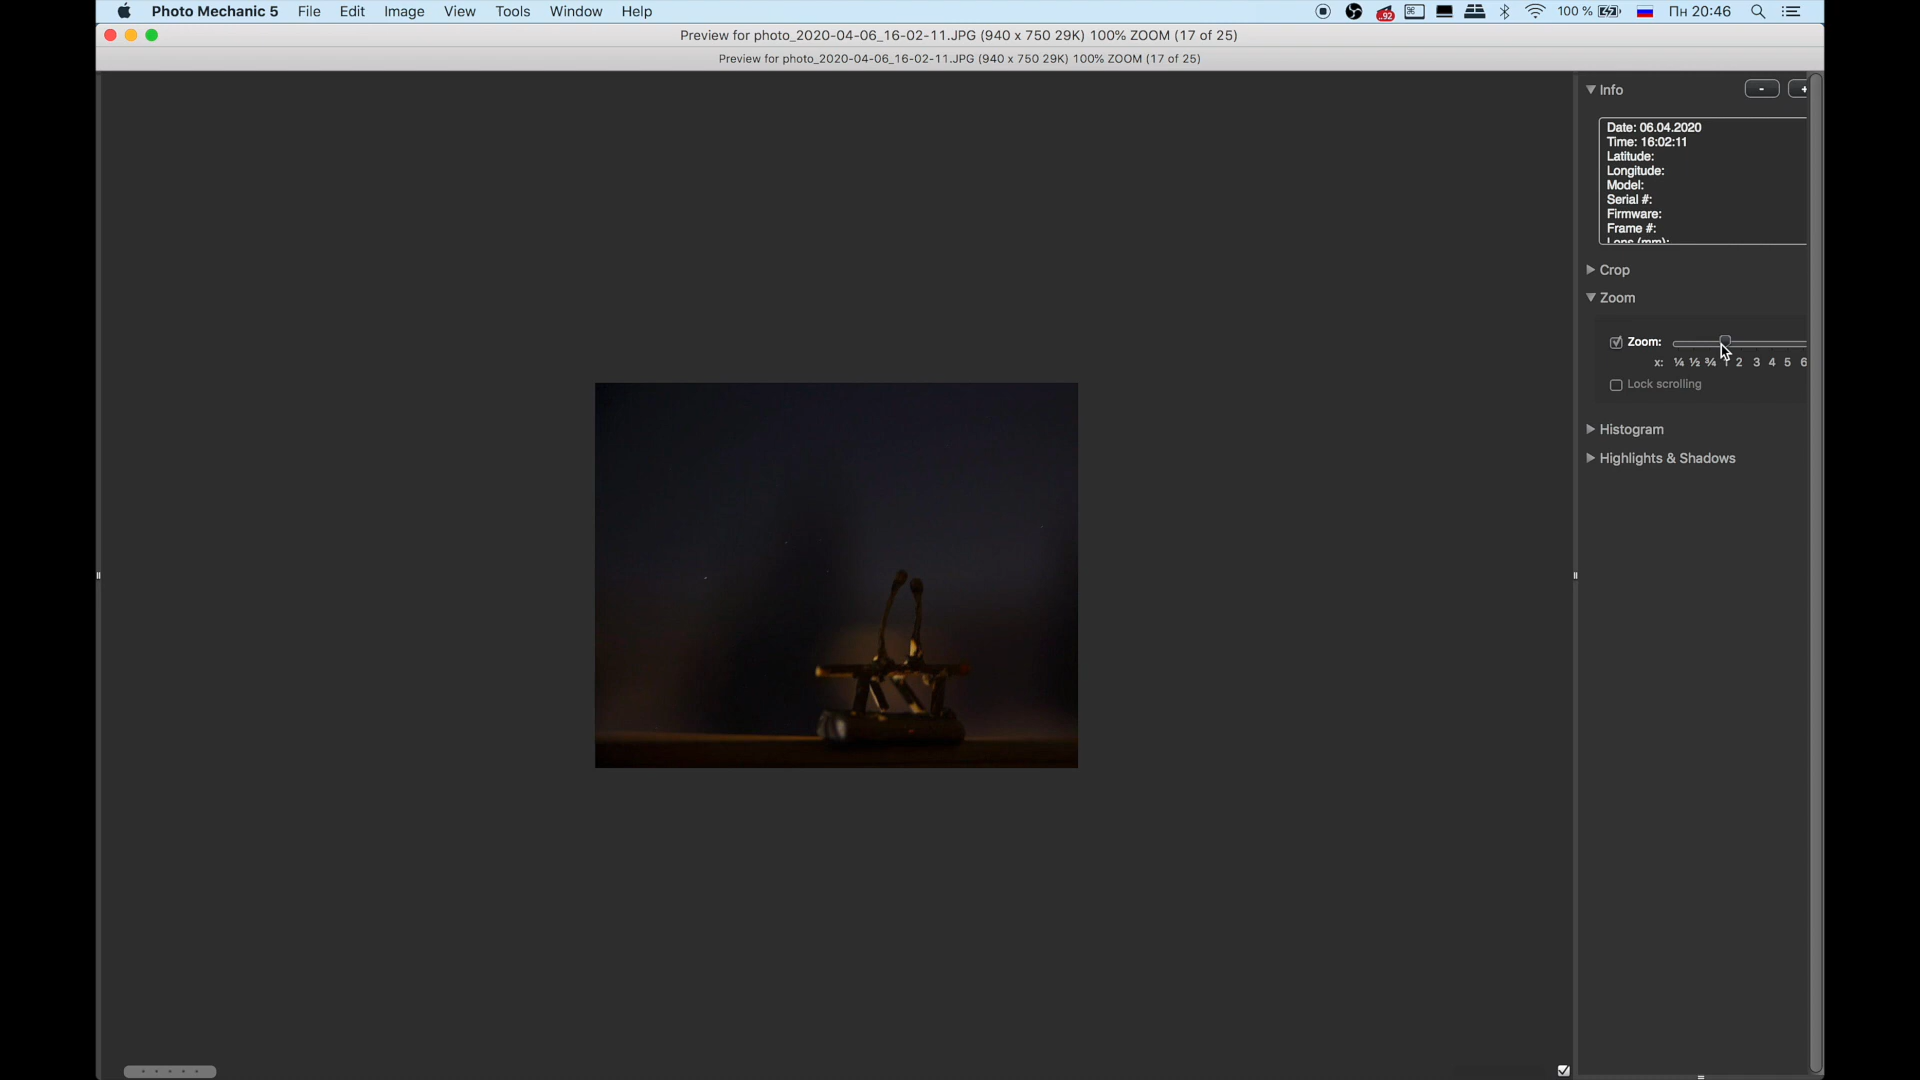 Photo Mechanic 5 File Edit Image View Tools Window Help
..92 100 % Пн 20:46
Preview for photo_2020-04-06_16-02-11.JPG (940 x 750 29K) 100% ZOOM (17 of 25)
Preview for photo_2020-04-06_16-02-11.JPG (940 x 750 29K) 100% ZOOM (17 of 25)
Info - +
Date: 06.04.2020
Time: 16:02:11
Latitude:
Longitude:
Model:
Serial #:
Firmware:
Frame #:
Lens (mm):
Crop
Zoom
Zoom:
x: ¼ ½ ¾ 1 2 3 4 5 6
Lock scrolling
Histogram
Highlights & Shadows